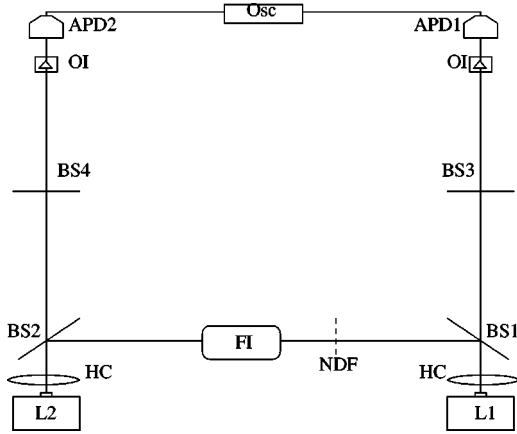 Osc
APD2
APD1
OI
OI
BS4
BS3
BS2
FI
BS1
NDF
HC
HC
L2
L1